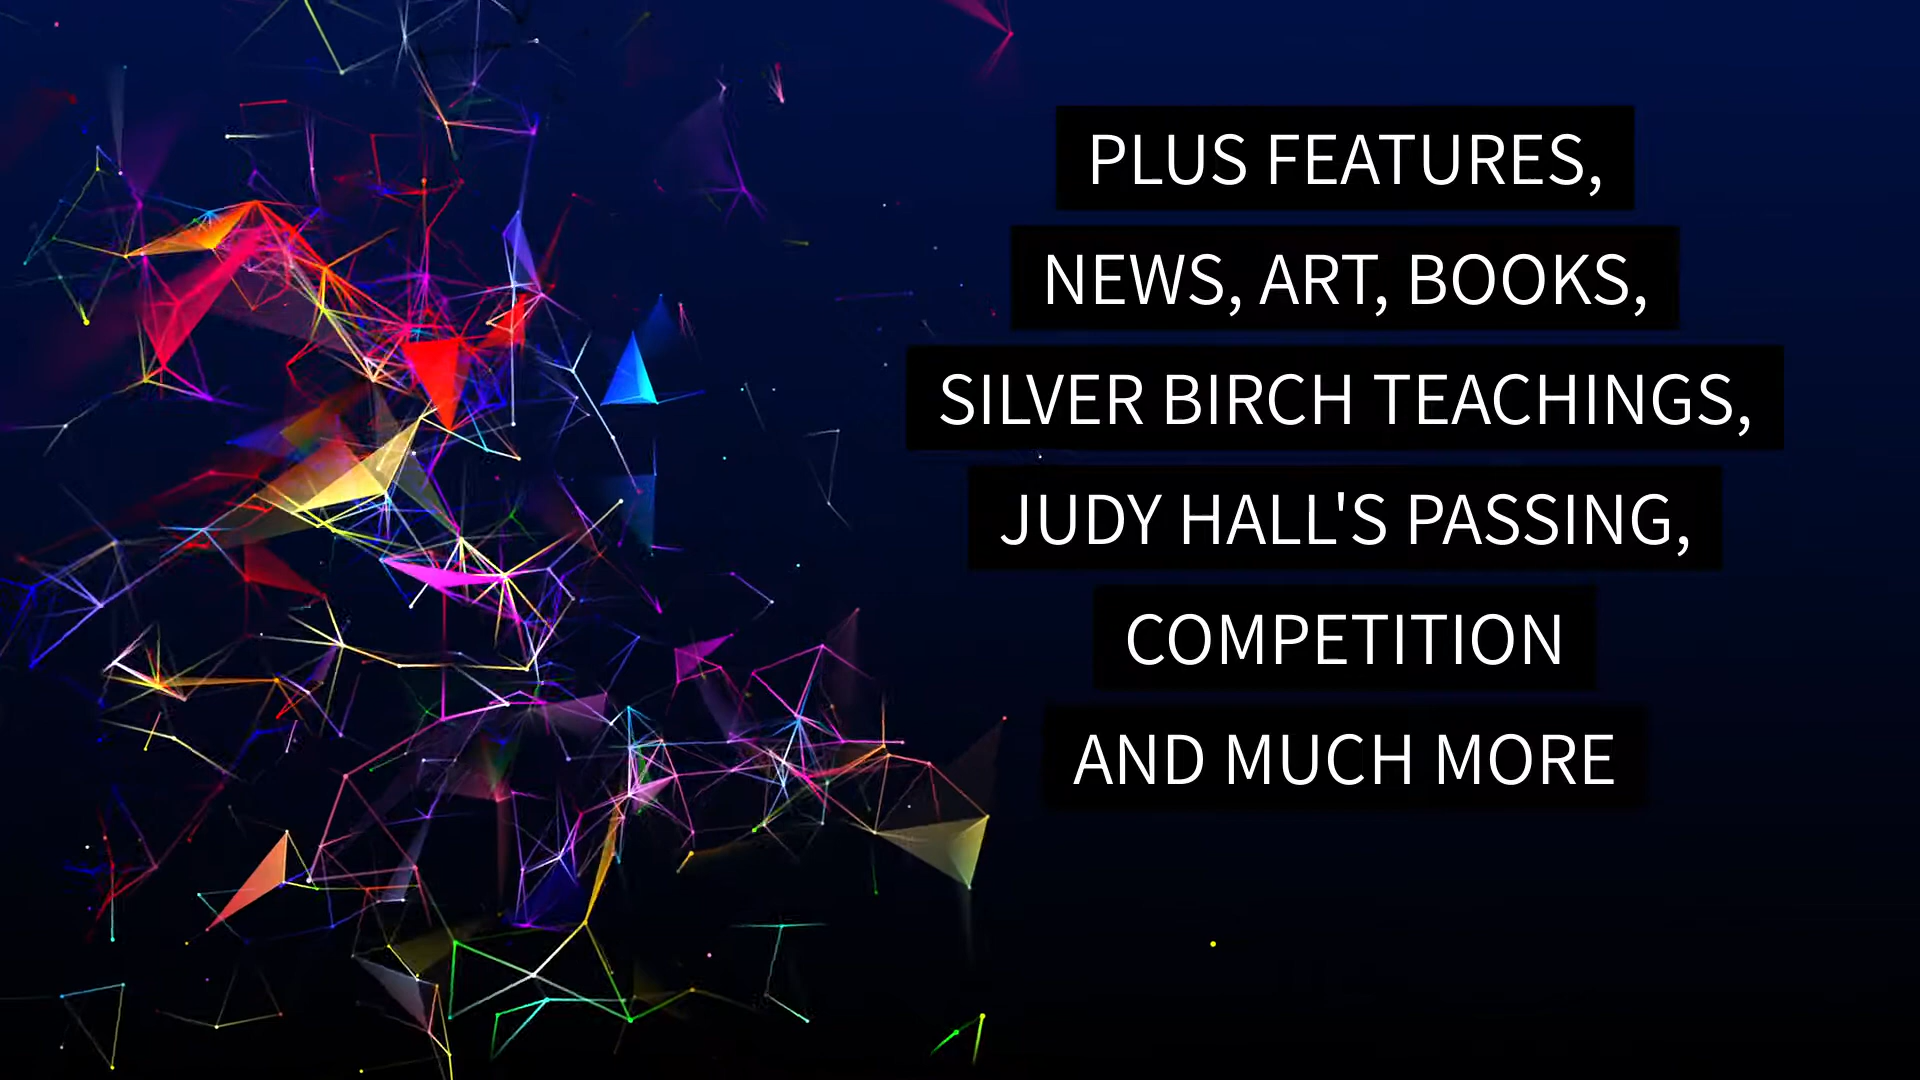 PLUS FEATURES,
NEWS, ART, BOOKS,
SILVER BIRCH TEACHINGS,
JUDY HALL'S PASSING,
COMPETITION
AND MUCH MORE